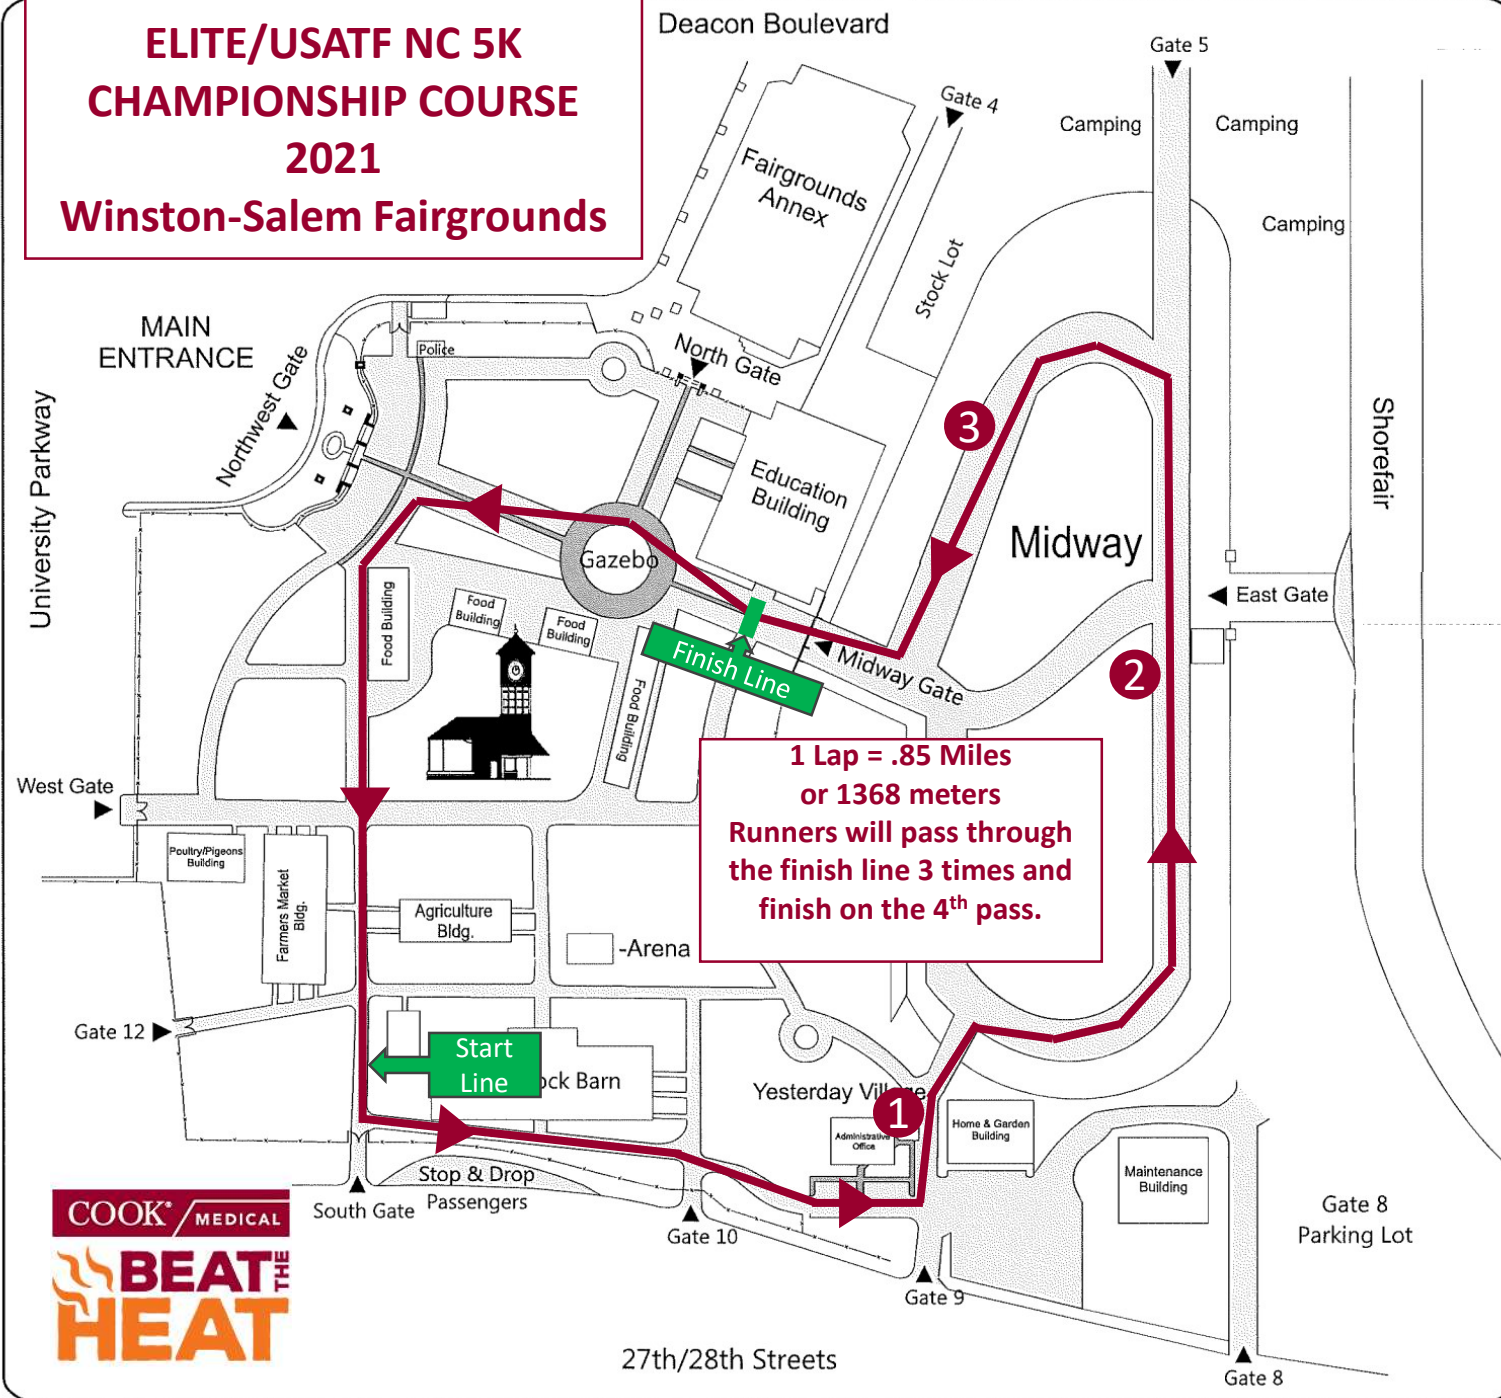 ELITE/USATF NC 5K
CHAMPIONSHIP COURSE
2021
Winston-Salem Fairgrounds
Deacon Boulevard
Gate 5
Gate 4
Camping
Camping
Camping
Fairgrounds
Annex
Stock Lot
MAIN
ENTRANCE
Northwest Gate
Police
North Gate
University Parkway
Shorefair
3
Education
Building
Midway
Gazebo
East Gate
Food Building
Food
Building
Food
Building
Finish Line
Midway Gate
2
Food Building
West Gate
1 Lap = .85 Miles
or 1368 meters
Runners will pass through
the finish line 3 times and
finish on the 4th pass.
Poultry/Pigeons
Building
Farmers Market
Bldg.
Agriculture
Bldg.
-Arena
Gate 12
Start
Line
ock Barn
Yesterday Village
1
Administrative
Office
Home & Garden
Building
Maintenance
Building
Stop & Drop
Passengers
South Gate
Gate 10
Gate 9
Gate 8
Parking Lot
COOK® MEDICAL
BEAT THE
HEAT
27th/28th Streets
Gate 8